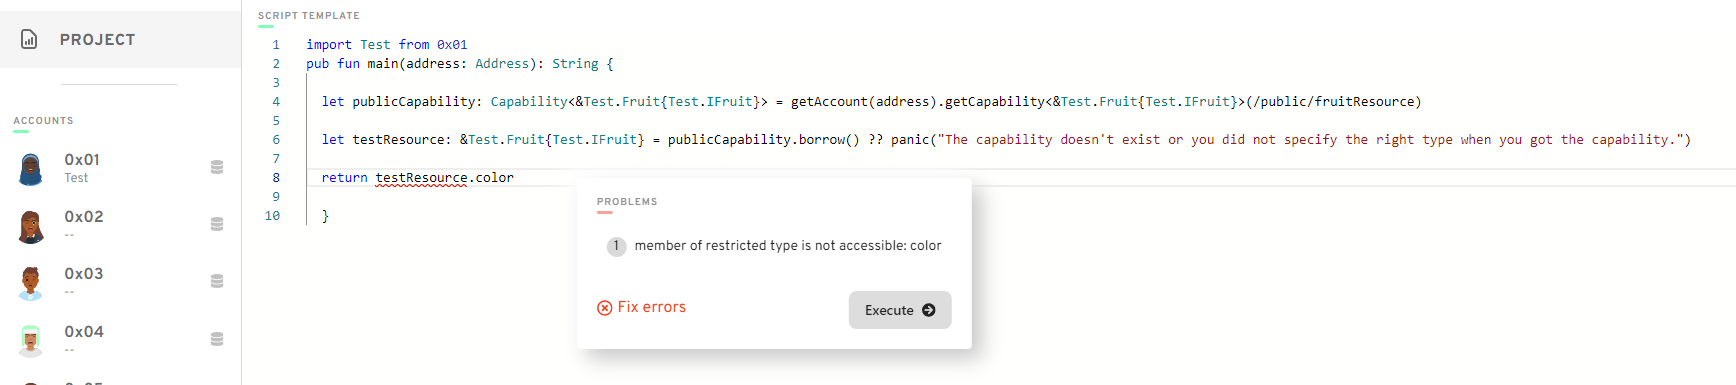 PROJECT
ACCOUNTS
0x01
Test
0x02
--
0x03
--
0x04
--
SCRIPT TEMPLATE
1 import Test from 0x01
2 pub fun main(address: Address): String {
3
4 let publicCapability: Capability<&Test.Fruit{Test.IFruit}> = getAccount(address).getCapability<&Test.Fruit{Test.IFruit}>(/public/fruitResource)
5
6 let testResource: &Test.Fruit{Test.IFruit} = publicCapability.borrow() ?? panic("The capability doesn't exist or you did not specify the right type when you got the capability.")
7
8 return testResource.color
9
10 }
PROBLEMS
1 member of restricted type is not accessible: color
Fix errors
Execute